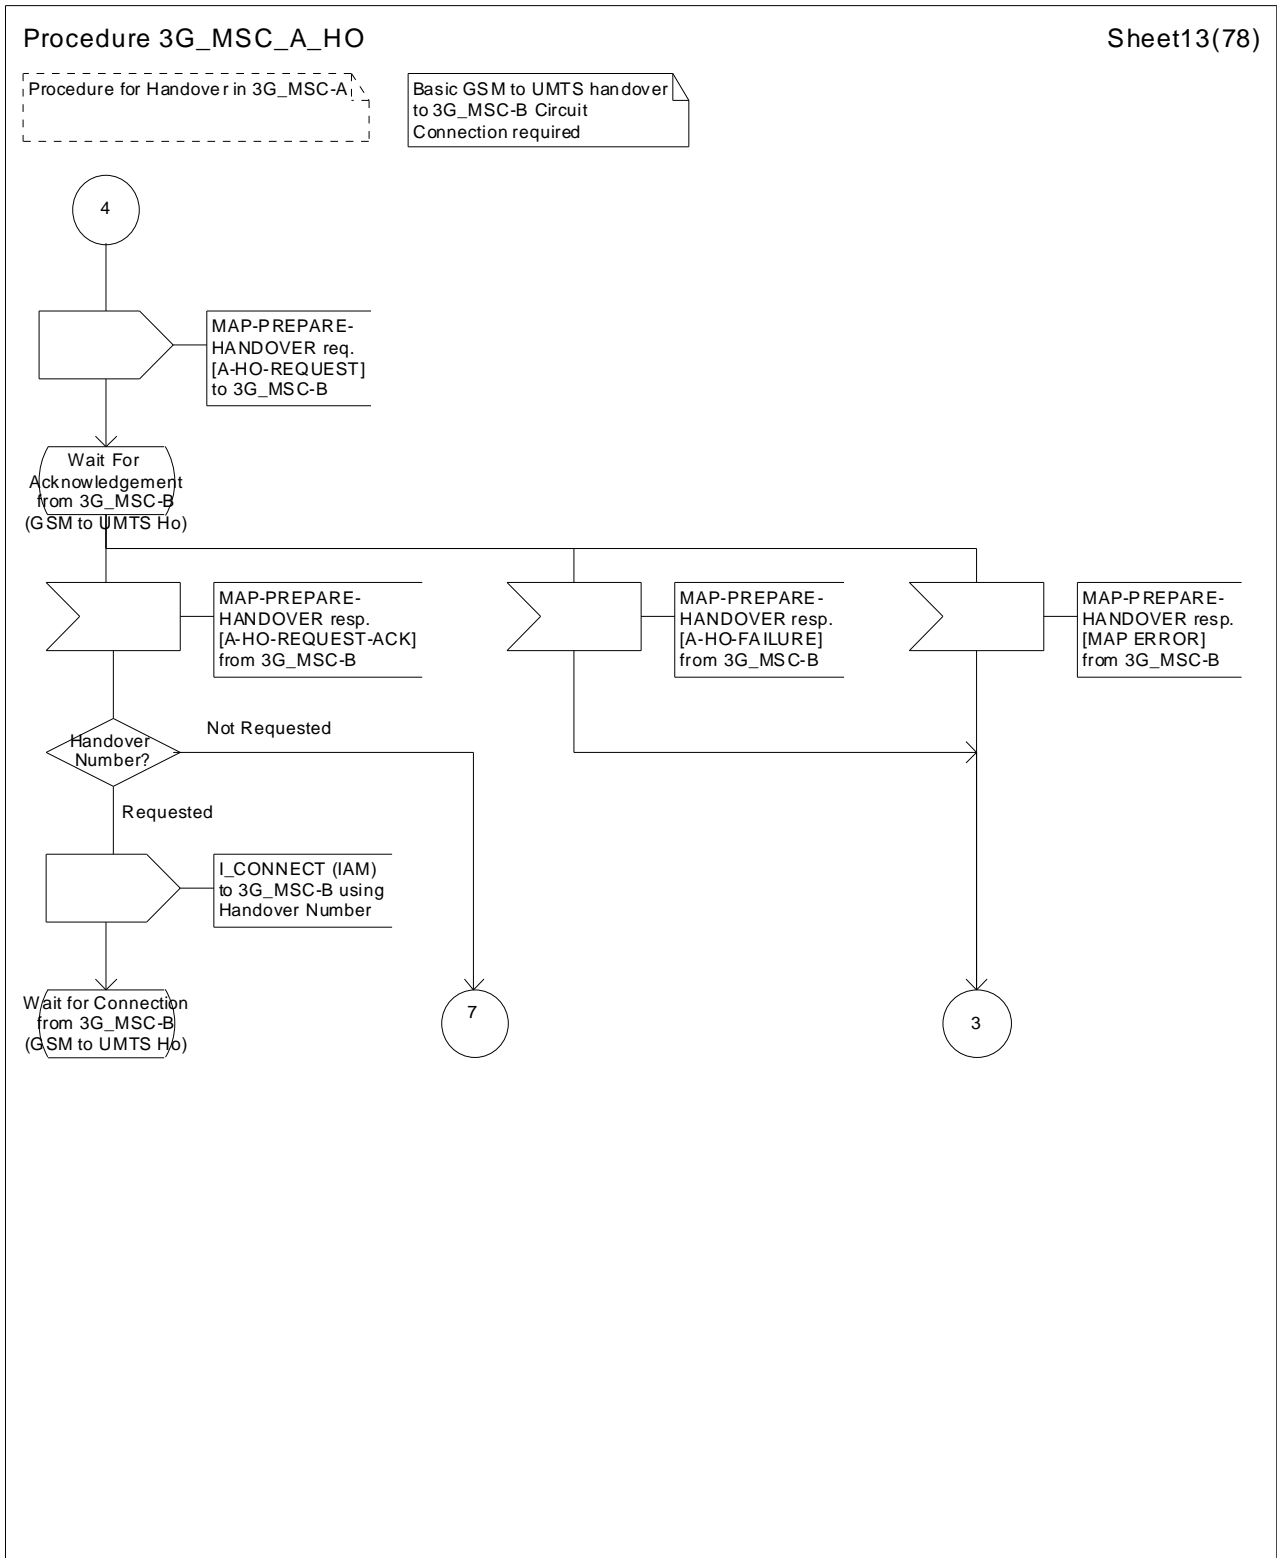 Procedure 3G_MSC_A_HO
Sheet13(78)
Procedure for Handover in 3G_MSC-A
Basic GSM to UMTS handover
to 3G_MSC-B Circuit
Connection required
4
MAP-PREPARE-
HANDOVER req.
[A-HO-REQUEST]
to 3G_MSC-B
Wait For
Acknowledgement
from 3G_MSC-B
(GSM to UMTS Ho)
MAP-PREPARE-
HANDOVER resp.
[A-HO-REQUEST-ACK]
from 3G_MSC-B
MAP-PREPARE-
HANDOVER resp.
[A-HO-FAILURE]
from 3G_MSC-B
MAP-PREPARE-
HANDOVER resp.
[MAP ERROR]
from 3G_MSC-B
Handover
Number?
Not Requested
Requested
I_CONNECT (IAM)
to 3G_MSC-B using
Handover Number
Wait for Connection
from 3G_MSC-B
(GSM to UMTS Ho)
7
3